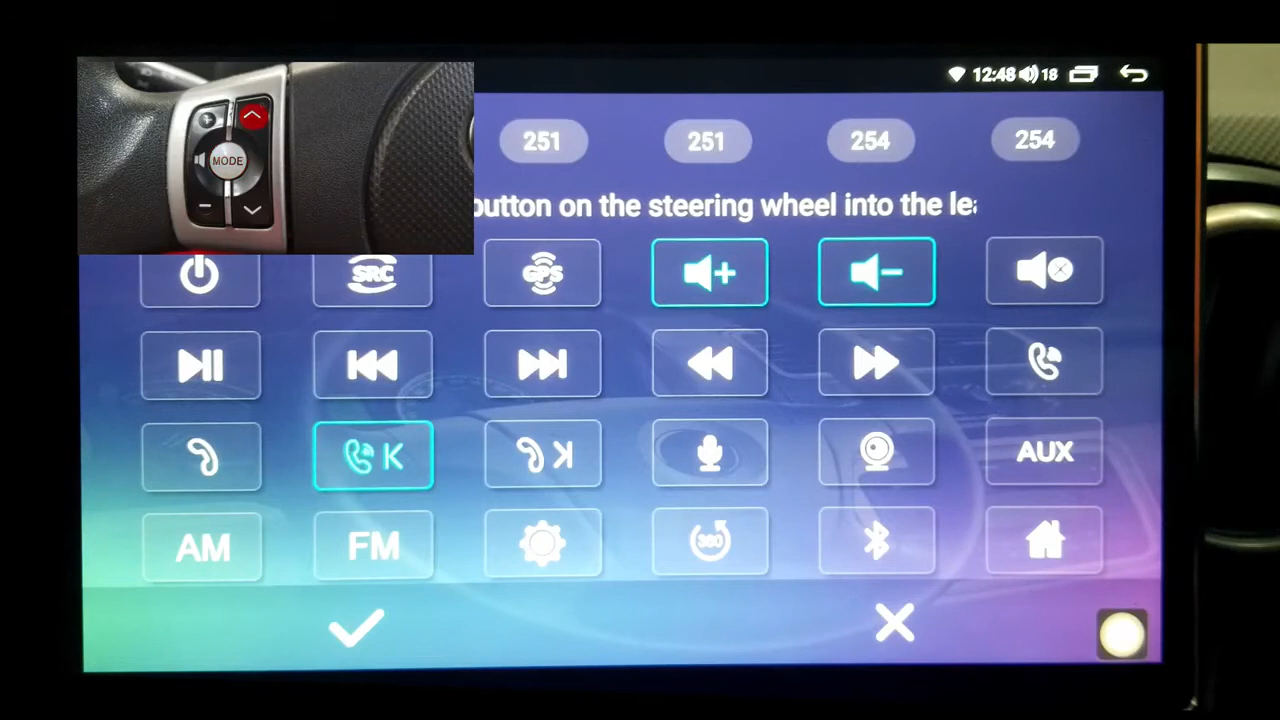 12:48 18
251 251 254 254
button on the steering wheel into the le
+
MODE
−
SRC GPS
K K
AUX
AM FM 360